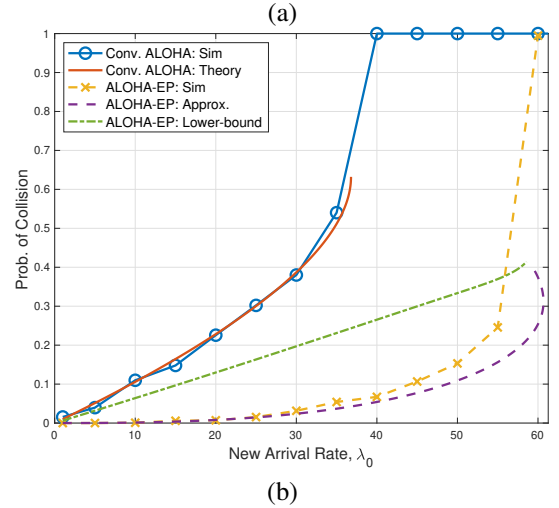 (a)
1
0.9
0.8
0.7
0.6
0.5
0.4
0.3
0.2
0.1
0
Prob. of Collision
Conv. ALOHA: Sim
Conv. ALOHA: Theory
ALOHA-EP: Sim
ALOHA-EP: Approx.
ALOHA-EP: Lower-bound
0 10 20 30 40 50 60
New Arrival Rate, λ₀
(b)